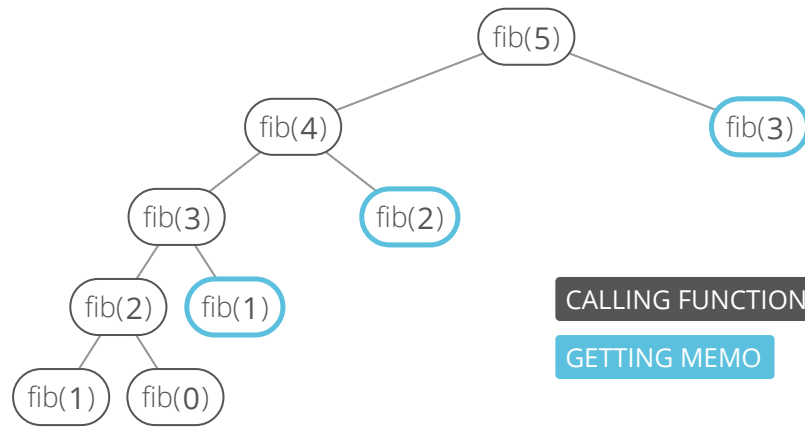 fib(5)
fib(4)
fib(3)
fib(3)
fib(2)
fib(2)
fib(1)
CALLING FUNCTION
GETTING MEMO
fib(1)
fib(0)